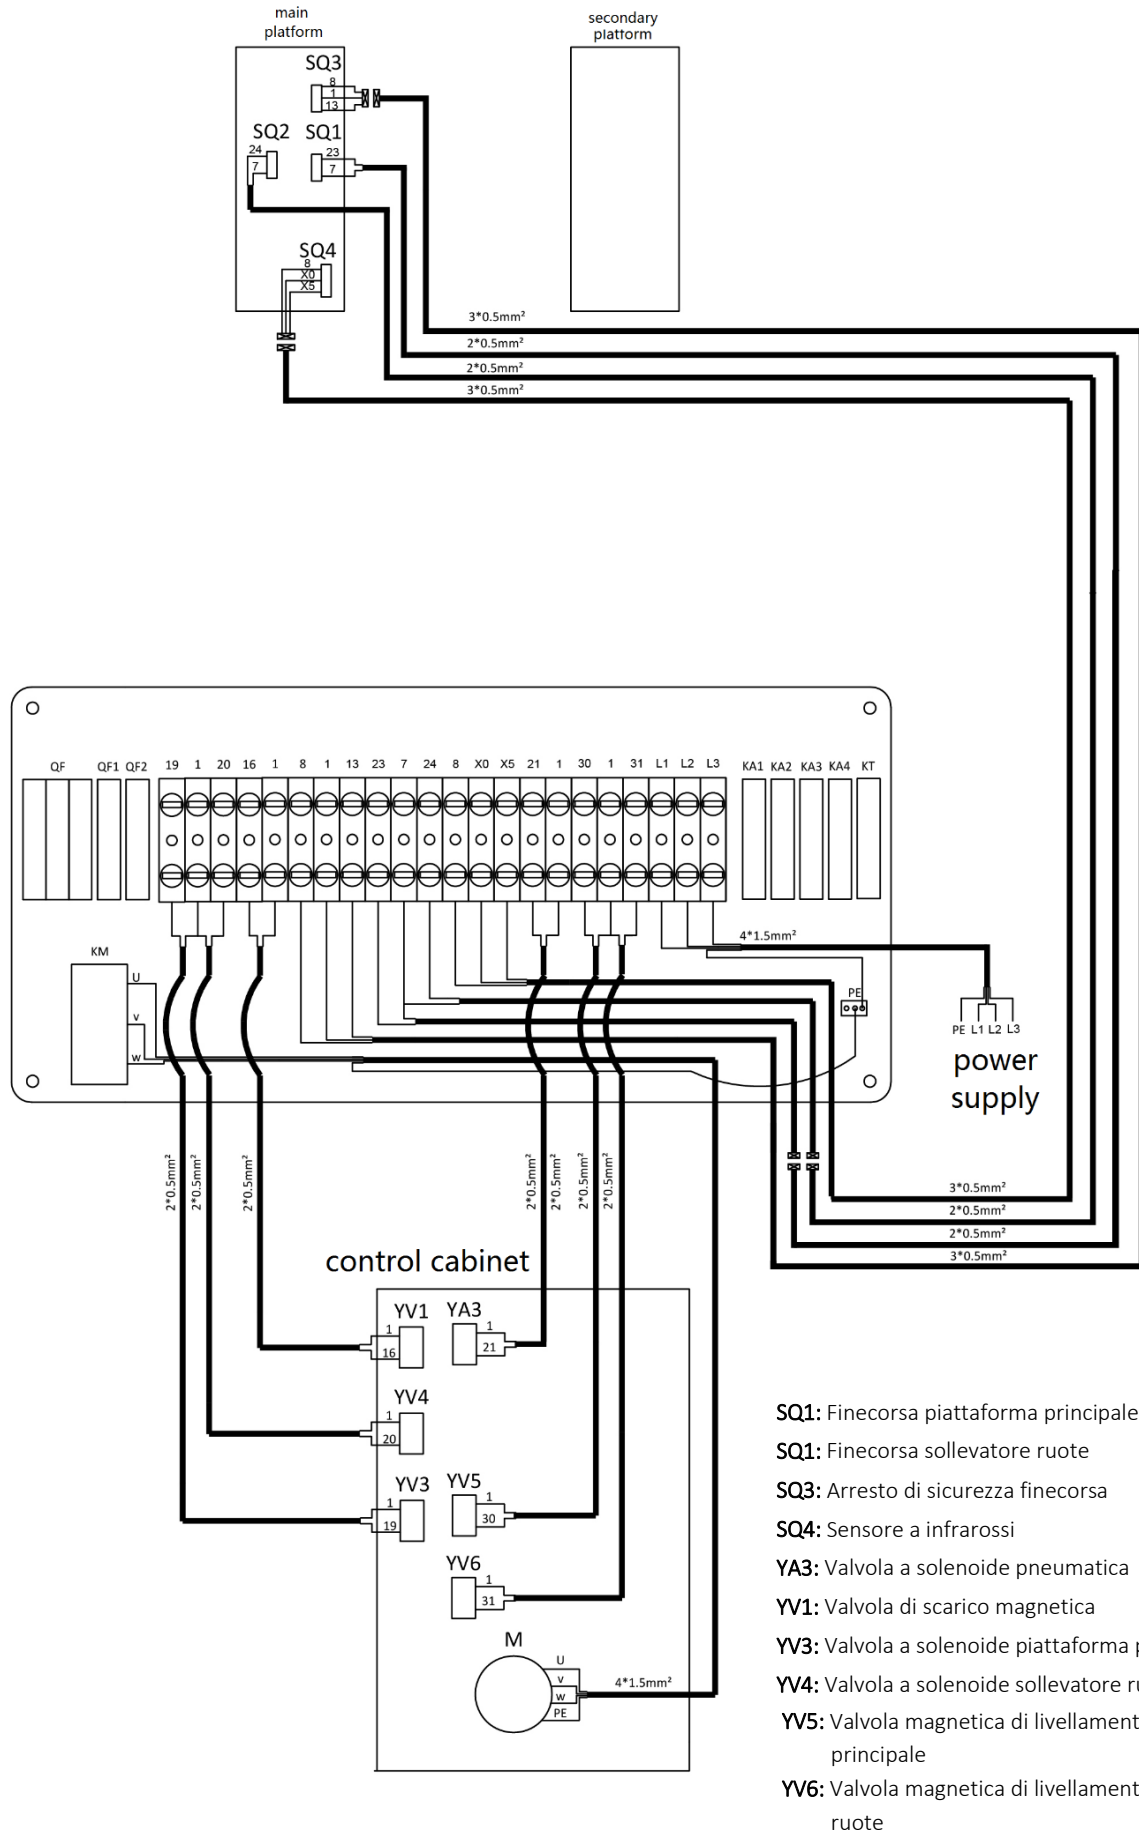 main
platform
secondary
platform
SQ3
8
1
13
SQ2
SQ1
24
7
23
7
SQ4
8
X0
X5
3*0.5mm²
2*0.5mm²
2*0.5mm²
3*0.5mm²
QF QF1 QF2 19 1 20 16 1 8 1 13 23 7 24 8 X0 X5 21 1 30 1 31 L1 L2 L3 KA1 KA2 KA3 KA4 KT
4*1.5mm²
KM
U
V
W
PE
PE L1 L2 L3
power
supply
2*0.5mm²
2*0.5mm²
2*0.5mm²
2*0.5mm²
2*0.5mm²
2*0.5mm²
2*0.5mm²
3*0.5mm²
2*0.5mm²
2*0.5mm²
3*0.5mm²
control cabinet
YV1
1
16
YA3
1
21
YV4
1
20
YV3
1
19
YV5
1
30
YV6
1
31
M
U
V
W
PE
4*1.5mm²
SQ1: Finecorsa piattaforma principale
SQ1: Finecorsa sollevatore ruote
SQ3: Arresto di sicurezza finecorsa
SQ4: Sensore a infrarossi
YA3: Valvola a solenoide pneumatica
YV1: Valvola di scarico magnetica
YV3: Valvola a solenoide piattaforma
YV4: Valvola a solenoide sollevatore
YV5: Valvola magnetica di
principale
YV6: Valvola magnetica di
ruote